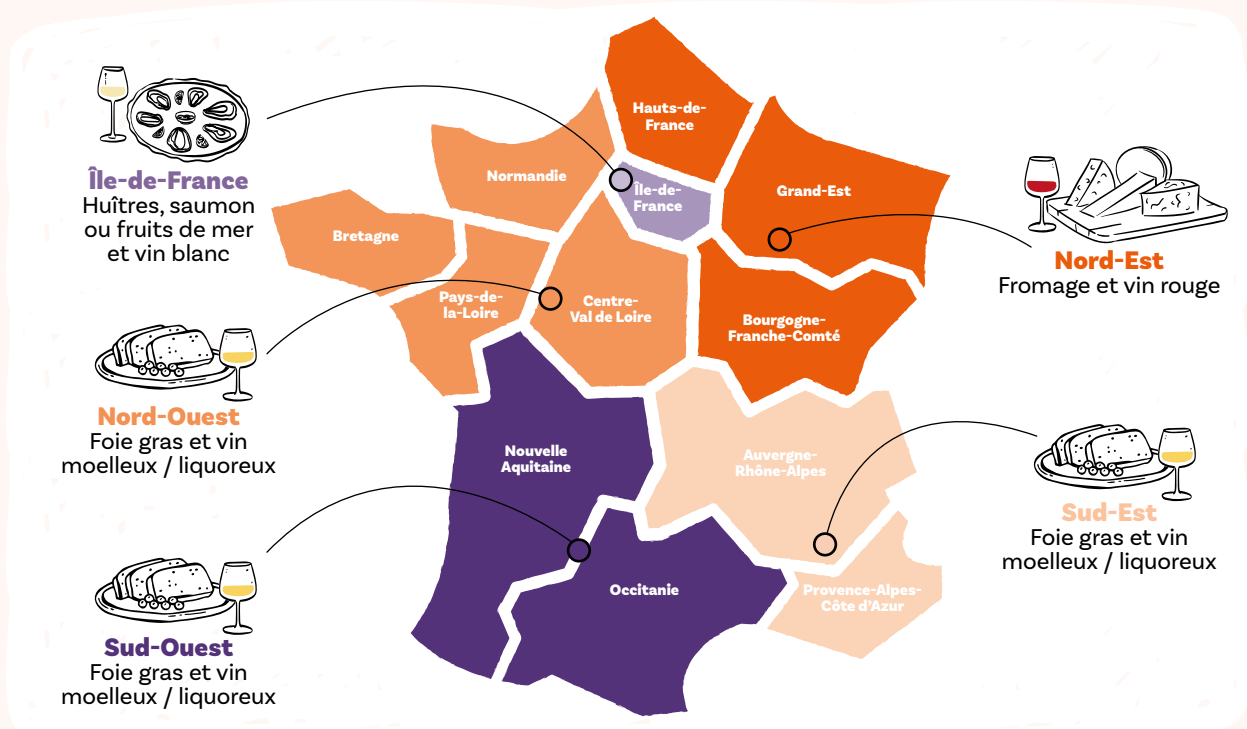 Île-de-France
Huîtres, saumon
ou fruits de mer
et vin blanc
Nord-Ouest
Foie gras et vin
moelleux / liquoreux
Sud-Ouest
Foie gras et vin
moelleux / liquoreux
Hauts-de-
France
Normandie
Île-de-
France
Grand-Est
Bretagne
Pays-de-
la-Loire
Centre-
Val de Loire
Bourgogne-
Franche-Comté
Nouvelle
Aquitaine
Auvergne-
Rhône-Alpes
Occitanie
Provence-Alpes-
Côte d'Azur
Nord-Est
Fromage et vin rouge
Sud-Est
Foie gras et vin
moelleux / liquoreux